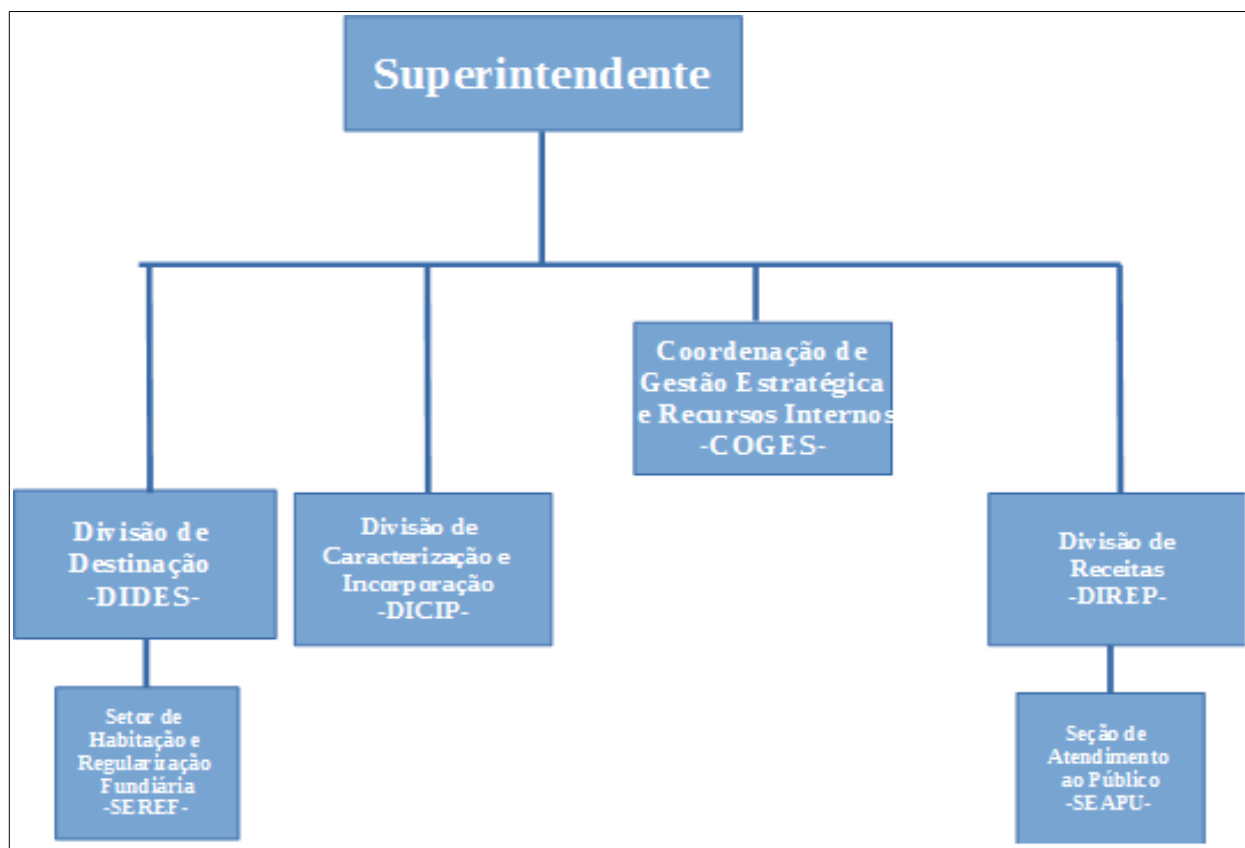 Superintendente
Coordenação de
Gestão Estratégica
e Recursos Internos
-COGES-
Divisão de
Destinação
-DIDES-
Divisão de
Caracterização e
Incorporação
-DICIP-
Divisão de
Receitas
-DIREP-
Setor de
Habitação e
Regularização
Fundiária
-SEREF-
Seção de
Atendimento
ao Público
-SEAPU-